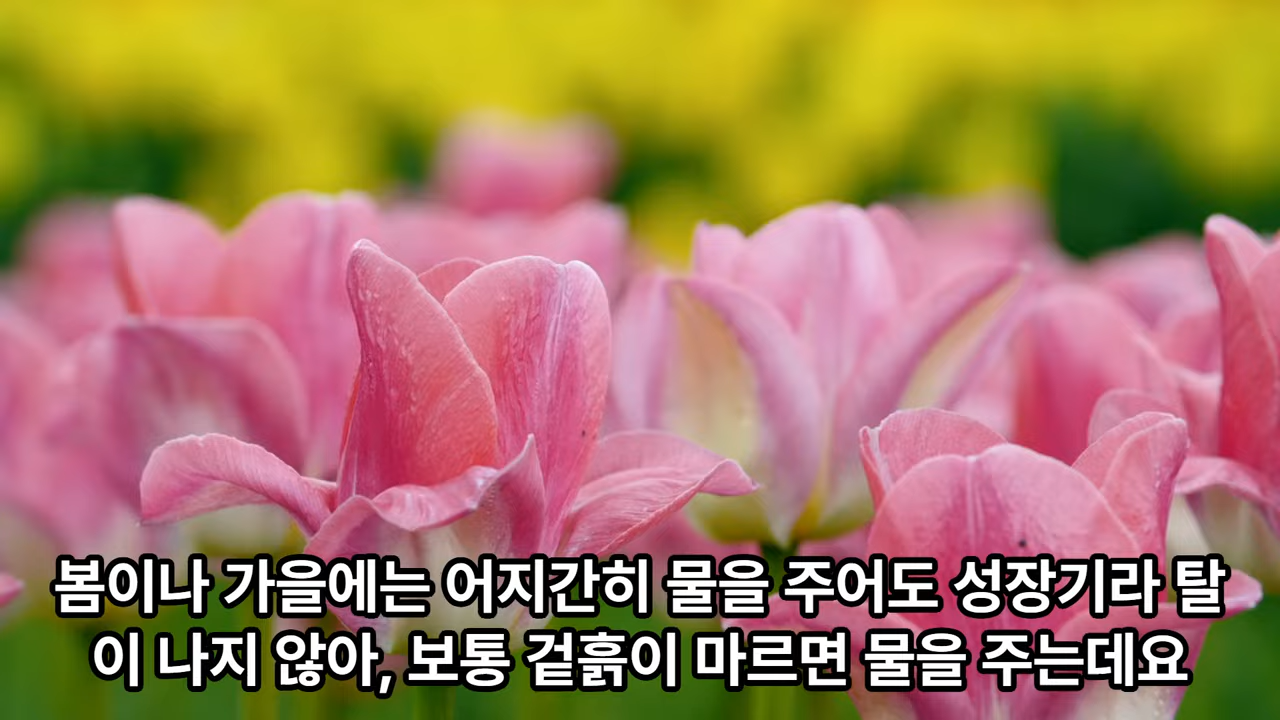 봄이나 가을에는 어지간히 물을 주어도 성장기라 탈
이 나지 않아, 보통 겉흙이 마르면 물을 주는데요